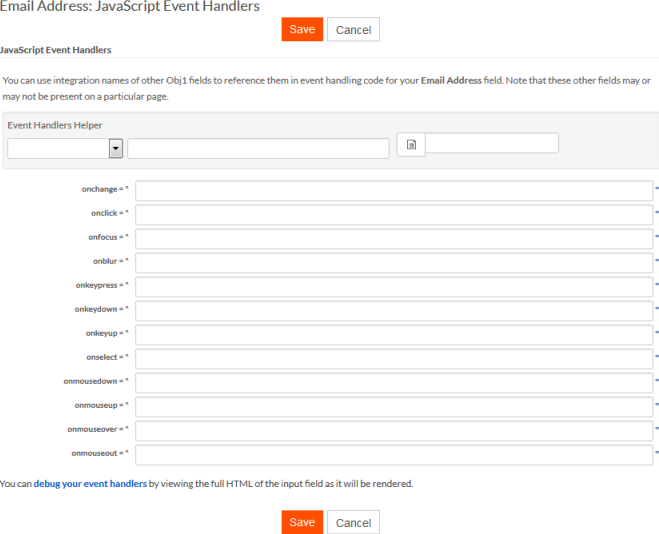 Email Address: JavaScript Event Handlers
Save Cancel
JavaScript Event Handlers
You can use integration names of other Obj1 fields to reference them in event handling code for your Email Address field. Note that these other fields may or
may not be present on a particular page.
Event Handlers Helper
onchange = "
onclick = "
onfocus = "
onblur = "
onkeypress = "
onkeydown = "
onkeyup = "
onselect = "
onmousedown = "
onmouseup = "
onmouseover = "
onmouseout = "
You can debug your event handlers by viewing the full HTML of the input field as it will be rendered.
Save Cancel